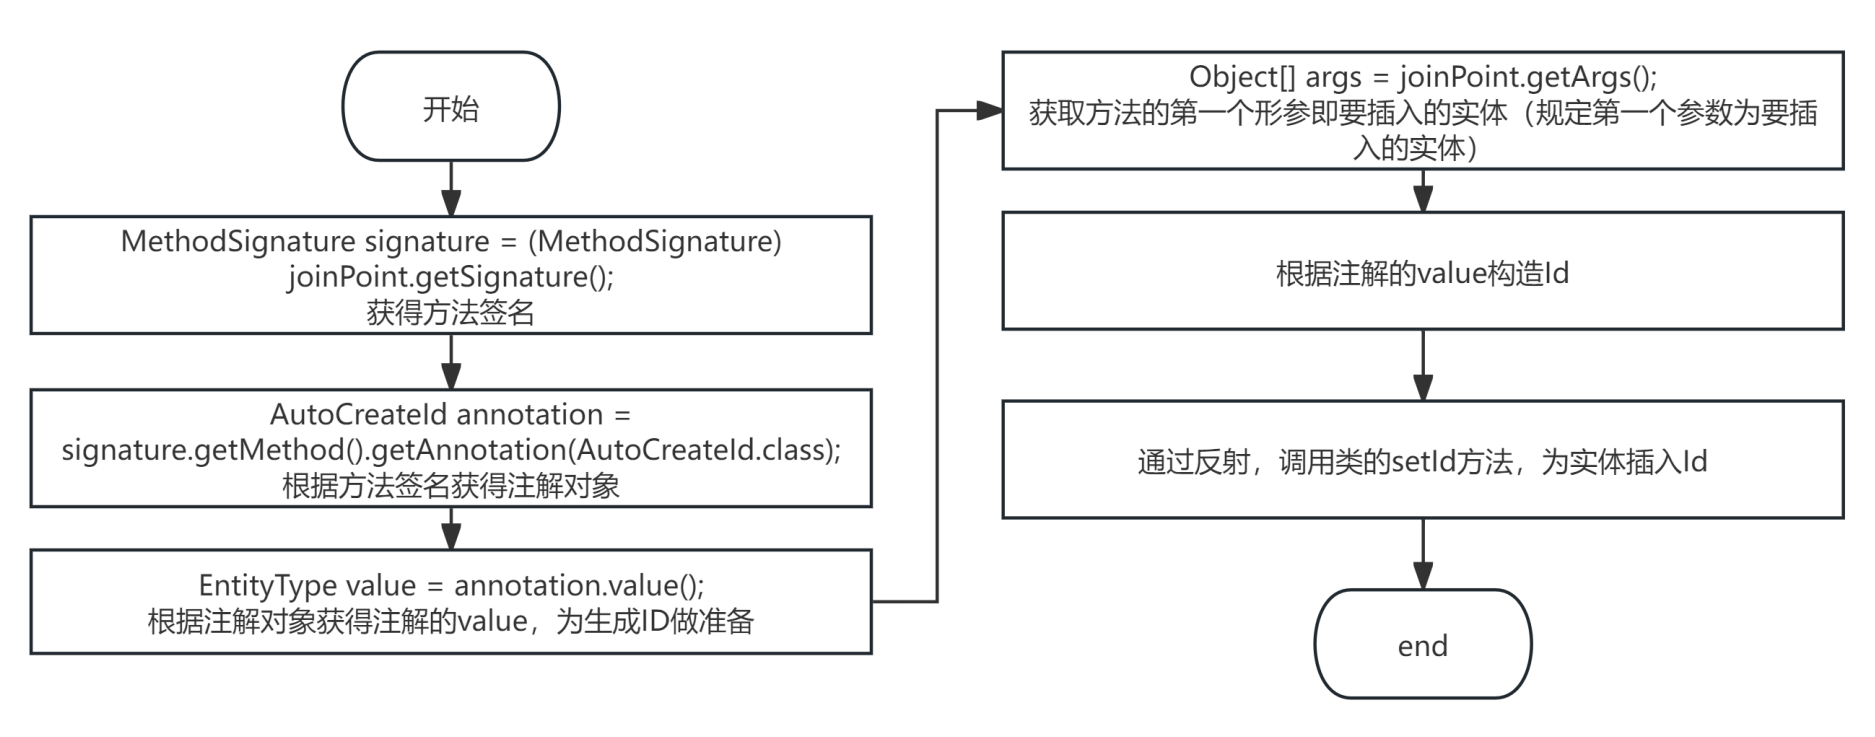 开始
MethodSignature signature = (MethodSignature)
joinPoint.getSignature();
获得方法签名
AutoCreateId annotation =
signature.getMethod().getAnnotation(AutoCreateId.class);
根据方法签名获得注解对象
EntityType value = annotation.value();
根据注解对象获得注解的value，为生成ID做准备
Object[] args = joinPoint.getArgs();
获取方法的第一个形参即要插入的实体（规定第一个参数为要插
入的实体）
根据注解的value构造Id
通过反射，调用类的setId方法，为实体插入Id
end